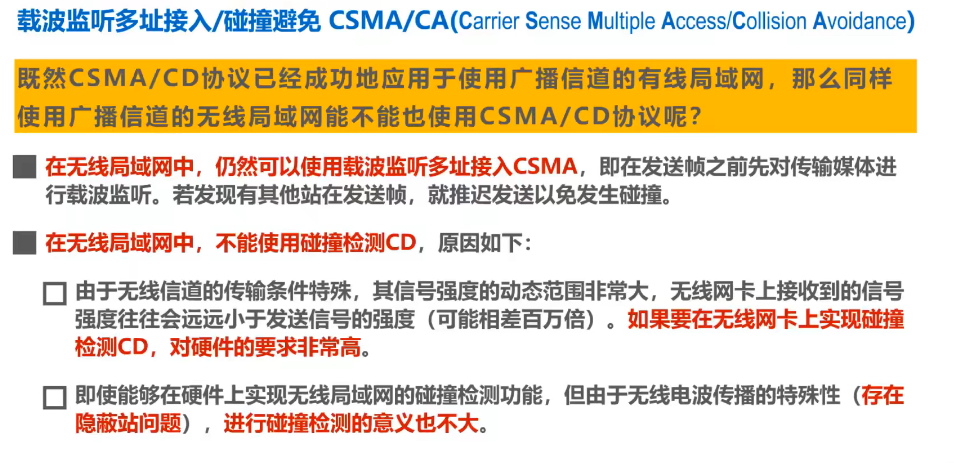 载波监听多址接入/碰撞避免 CSMA/CA(Carrier Sense Multiple Access/Collision Avoidance)
既然CSMA/CD协议已经成功地应用于使用广播信道的有线局域网，那么同样
使用广播信道的无线局域网能不能也使用CSMA/CD协议呢？
在无线局域网中，仍然可以使用载波监听多址接入CSMA，即在发送帧之前先对传输媒体进
行载波监听。若发现有其他站在发送帧，就推迟发送以免发生碰撞。
在无线局域网中，不能使用碰撞检测CD，原因如下：
由于无线信道的传输条件特殊，其信号强度的动态范围非常大，无线网卡上接收到的信号
强度往往会远远小于发送信号的强度（可能相差百万倍）。如果要在无线网卡上实现碰撞
检测CD，对硬件的要求非常高。
即使能够在硬件上实现无线局域网的碰撞检测功能，但由于无线电波传播的特殊性（存在
隐蔽站问题），进行碰撞检测的意义也不大。